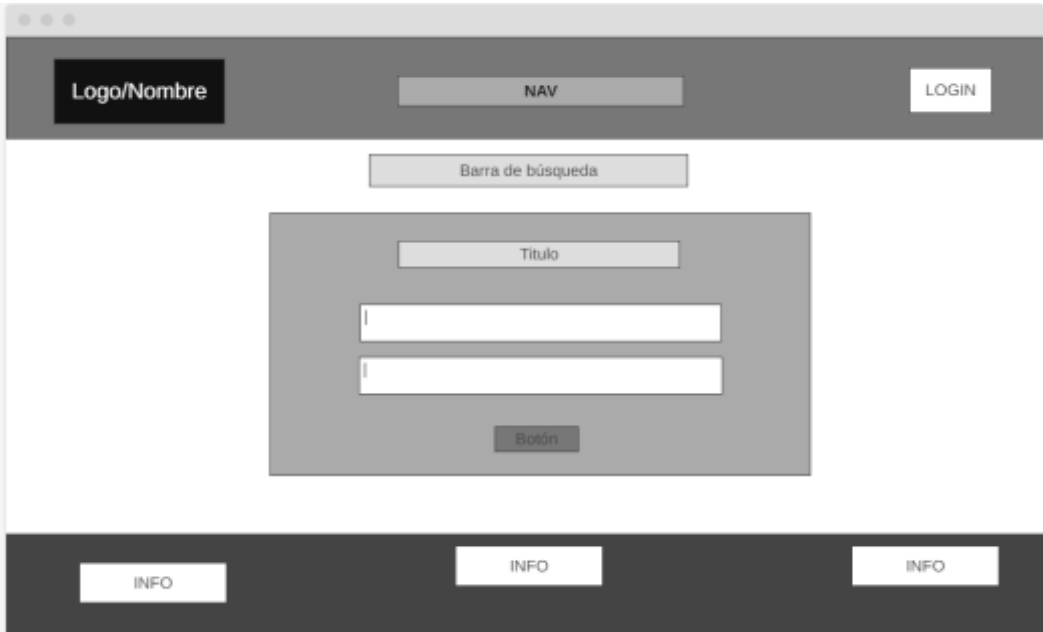 Logo/Nombre
NAV
LOGIN
Barra de búsqueda
Titulo
Botón
INFO
INFO
INFO